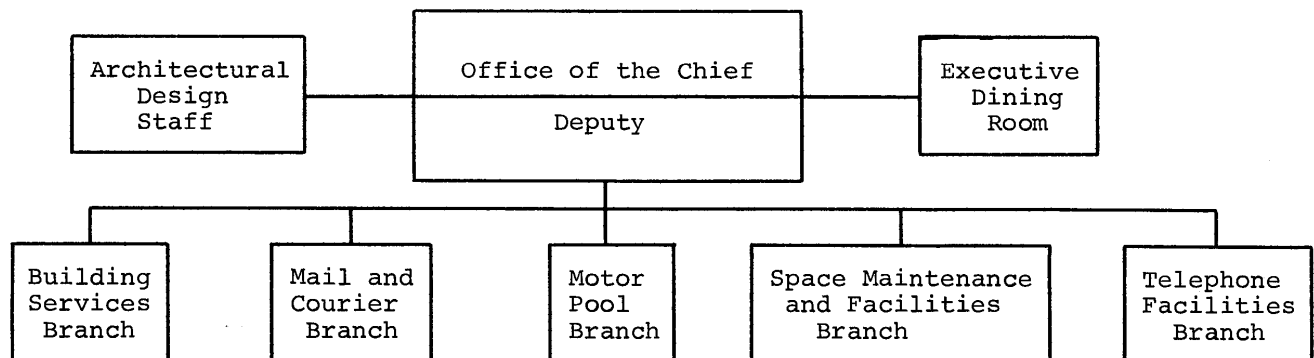 Architectural
Design
Staff
Office of the Chief
Deputy
Executive
Dining
Room
Building
Services
Branch
Mail and
Courier
Branch
Motor
Pool
Branch
Space Maintenance
and Facilities
Branch
Telephone
Facilities
Branch